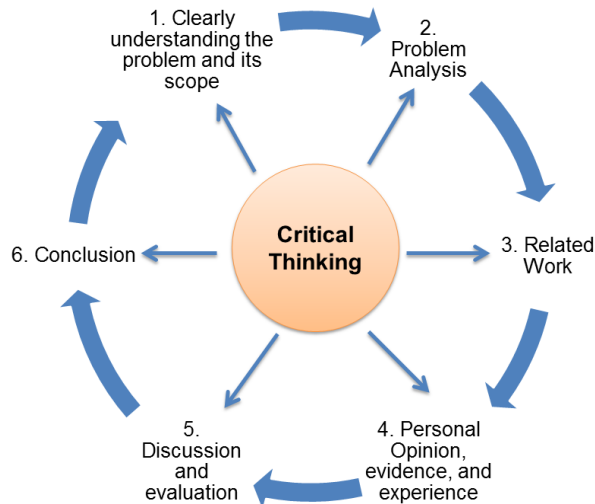 1. Clearly
understanding the
problem and its
scope
2.
Problem
Analysis
3. Related
Work
4. Personal
Opinion,
evidence, and
experience
5.
Discussion
and
evaluation
6. Conclusion
Critical
Thinking